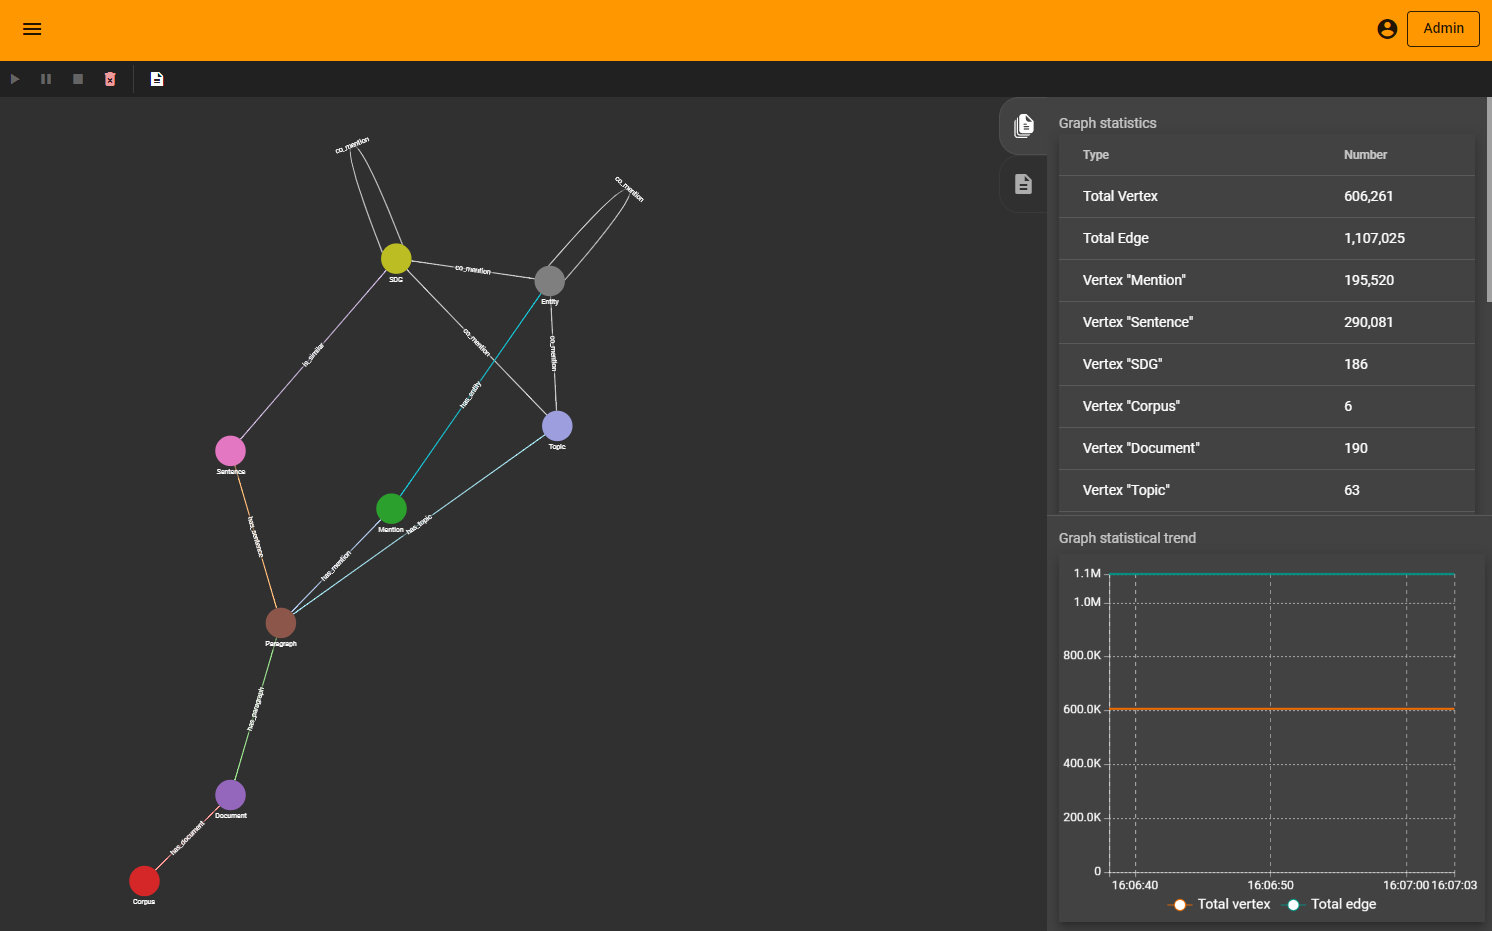 Admin
co_mention
co_mention
SDG
co_mention
Entity
co_mention
co_mention
is_similar
has_entity
Topic
Sentence
Mention
has_topic
has_sentence
has_mention
Paragraph
has_paragraph
Document
has_document
Corpus
Graph statistics
Type Number
Total Vertex 606,261
Total Edge 1,107,025
Vertex "Mention" 195,520
Vertex "Sentence" 290,081
Vertex "SDG" 186
Vertex "Corpus" 6
Vertex "Document" 190
Vertex "Topic" 63
Graph statistical trend
1.1M
1.0M
800.0K
600.0K
400.0K
200.0K
0
16:06:40 16:06:50 16:07:00 16:07:03
Total vertex Total edge